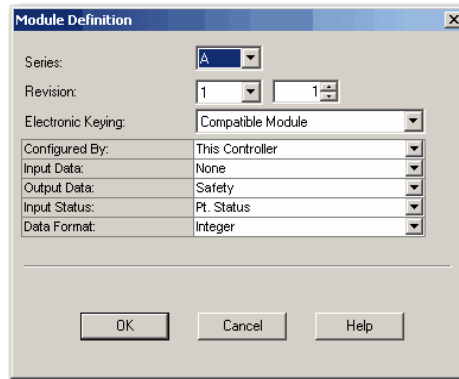 Module Definition
Series: A
Revision: 1 1
Electronic Keying: Compatible Module
Configured By: This Controller
Input Data: None
Output Data: Safety
Input Status: Pt. Status
Data Format: Integer
OK Cancel Help